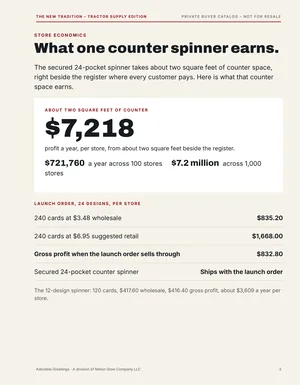 THE NEW TRADITION · TRACTOR SUPPLY EDITION
PRIVATE BUYER CATALOG · NOT FOR RESALE
STORE ECONOMICS
What one counter spinner earns.
The secured 24-pocket spinner takes about two square feet of counter space,
right beside the register where every customer pays. Here is what that counter
space earns.
ABOUT TWO SQUARE FEET OF COUNTER
$7,218
profit a year, per store, from about two square feet beside the register.
$721,760 a year across 100 stores $7.2 million across 1,000
stores
LAUNCH ORDER, 24 DESIGNS, PER STORE
240 cards at $3.48 wholesale $835.20
240 cards at $6.95 suggested retail $1,668.00
Gross profit when the launch order sells through $832.80
Secured 24-pocket counter spinner Ships with the launch order
The 12-design spinner: 120 cards, $417.60 wholesale, $416.40 gross profit, about $3,609 a year per
store.
Adorable Greetings · A division of